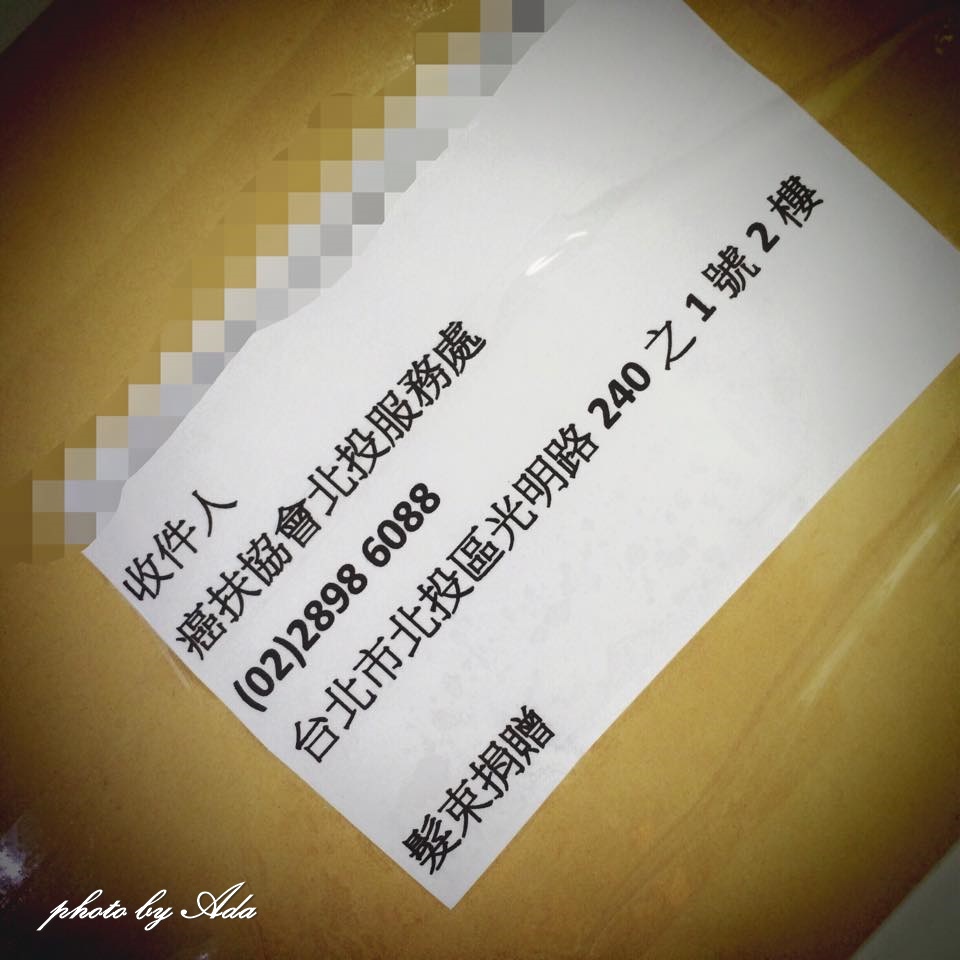 收件人
癌扶協會北投服務處
(02)2898 6088
台北市北投區光明路 240 之 1 號 2 樓
髮束捐贈
photo by Ada